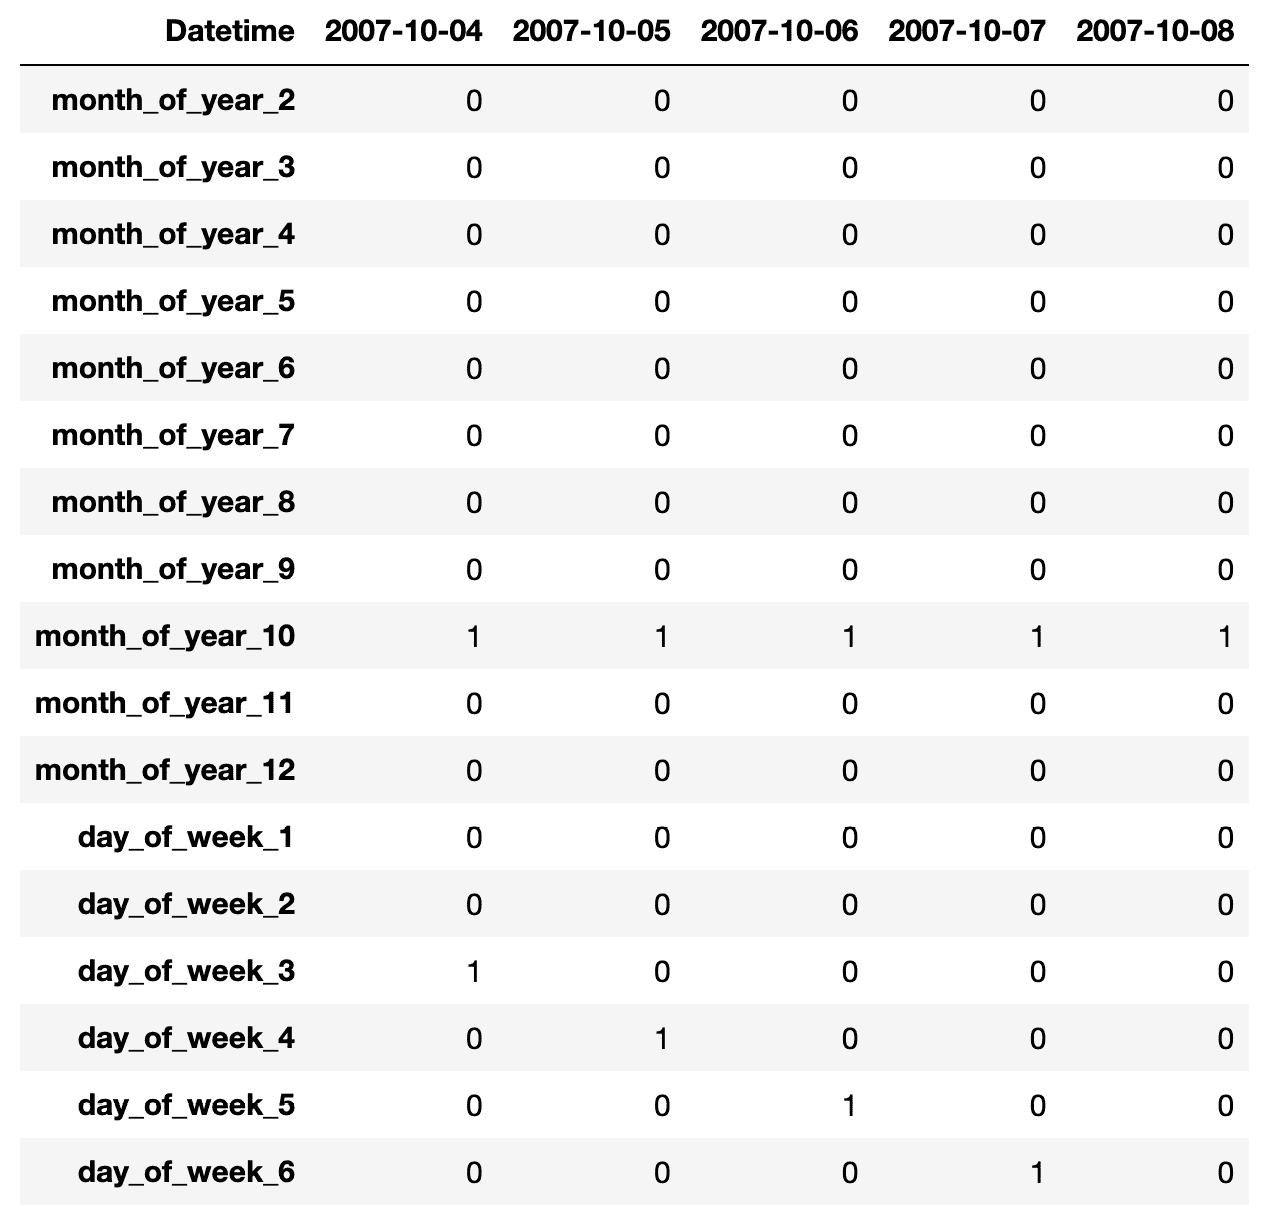 Datetime 2007-10-04 2007-10-05 2007-10-06 2007-10-07 2007-10-08
month_of_year_2 0 0 0 0 0
month_of_year_3 0 0 0 0 0
month_of_year_4 0 0 0 0 0
month_of_year_5 0 0 0 0 0
month_of_year_6 0 0 0 0 0
month_of_year_7 0 0 0 0 0
month_of_year_8 0 0 0 0 0
month_of_year_9 0 0 0 0 0
month_of_year_10 1 1 1 1 1
month_of_year_11 0 0 0 0 0
month_of_year_12 0 0 0 0 0
day_of_week_1 0 0 0 0 0
day_of_week_2 0 0 0 0 0
day_of_week_3 1 0 0 0 0
day_of_week_4 0 1 0 0 0
day_of_week_5 0 0 1 0 0
day_of_week_6 0 0 0 1 0